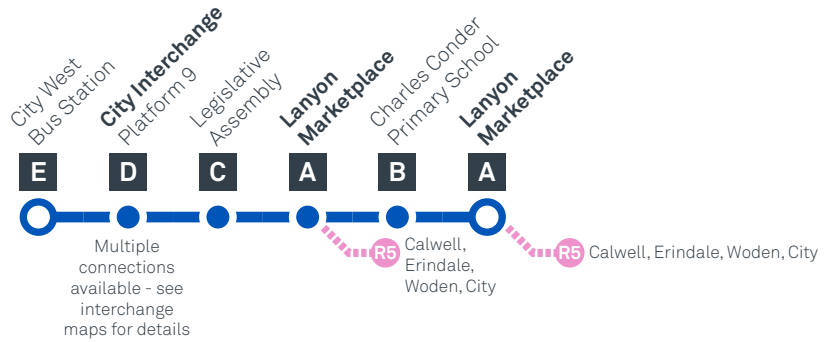 City West
Bus Station
City Interchange
Platform 9
Legislative
Assembly
Lanyon
Marketplace
Charles Conder
Primary School
Lanyon
Marketplace
E
D
C
A
B
A
Multiple
connections
available - see
interchange
maps for details
R5
Calwell,
Erindale,
Woden, City
R5
Calwell, Erindale, Woden, City